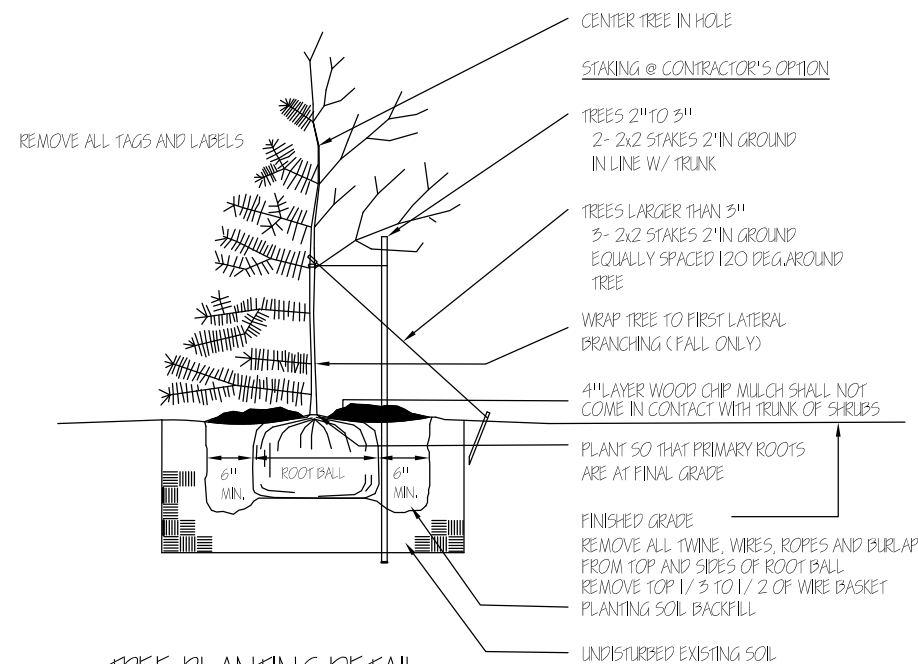 CENTER TREE IN HOLE
STAKING @ CONTRACTOR'S OPTION
REMOVE ALL TAGS AND LABELS
TREES 2" TO 3"
2- 2x2 STAKES 2' IN GROUND
IN LINE W/ TRUNK
TREES LARGER THAN 3"
3- 2x2 STAKES 2' IN GROUND
EQUALLY SPACED 120 DEG. AROUND
TREE
WRAP TREE TO FIRST LATERAL
BRANCHING (FALL ONLY)
4" LAYER WOOD CHIP MULCH SHALL NOT
COME IN CONTACT WITH TRUNK OF SHRUBS
PLANT SO THAT PRIMARY ROOTS
ARE AT FINAL GRADE
6"
MIN.
ROOT BALL
6"
MIN.
FINISHED GRADE
REMOVE ALL TWINE, WIRES, ROPES AND BURLAP
FROM TOP AND SIDES OF ROOT BALL
REMOVE TOP 1/3 TO 1/2 OF WIRE BASKET
PLANTING SOIL BACKFILL
UNDISTURBED EXISTING SOIL
TREE PLANTING DETAIL